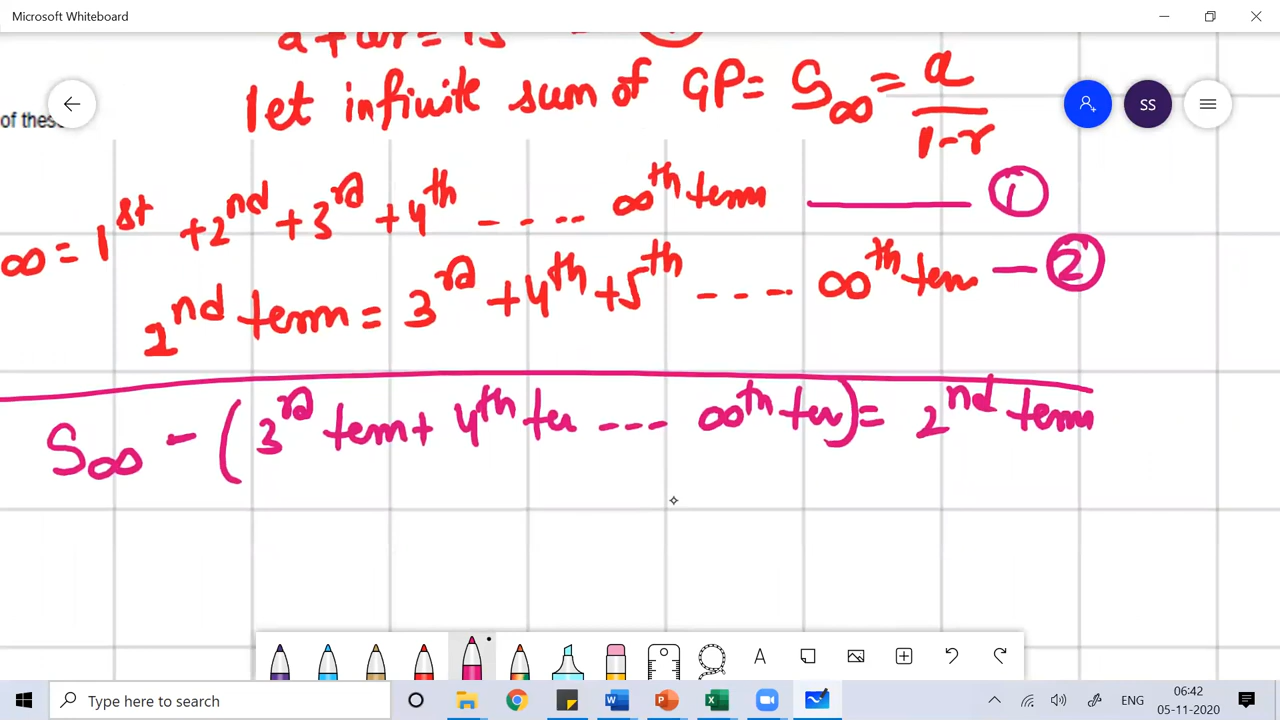 Microsoft Whiteboard
a+ar=15
let infinite sum of GP= S∞ = a/1-r
of these
SS
∞ = 1st +2nd +3rd +4th ---- ∞th term ——— ①
2nd term = 3rd +4th +5th ---- ∞th term — ②
S∞ - (3rd term + 4th ter --- ∞th ter) = 2nd term
A
Type here to search
ENG
06:42
05-11-2020